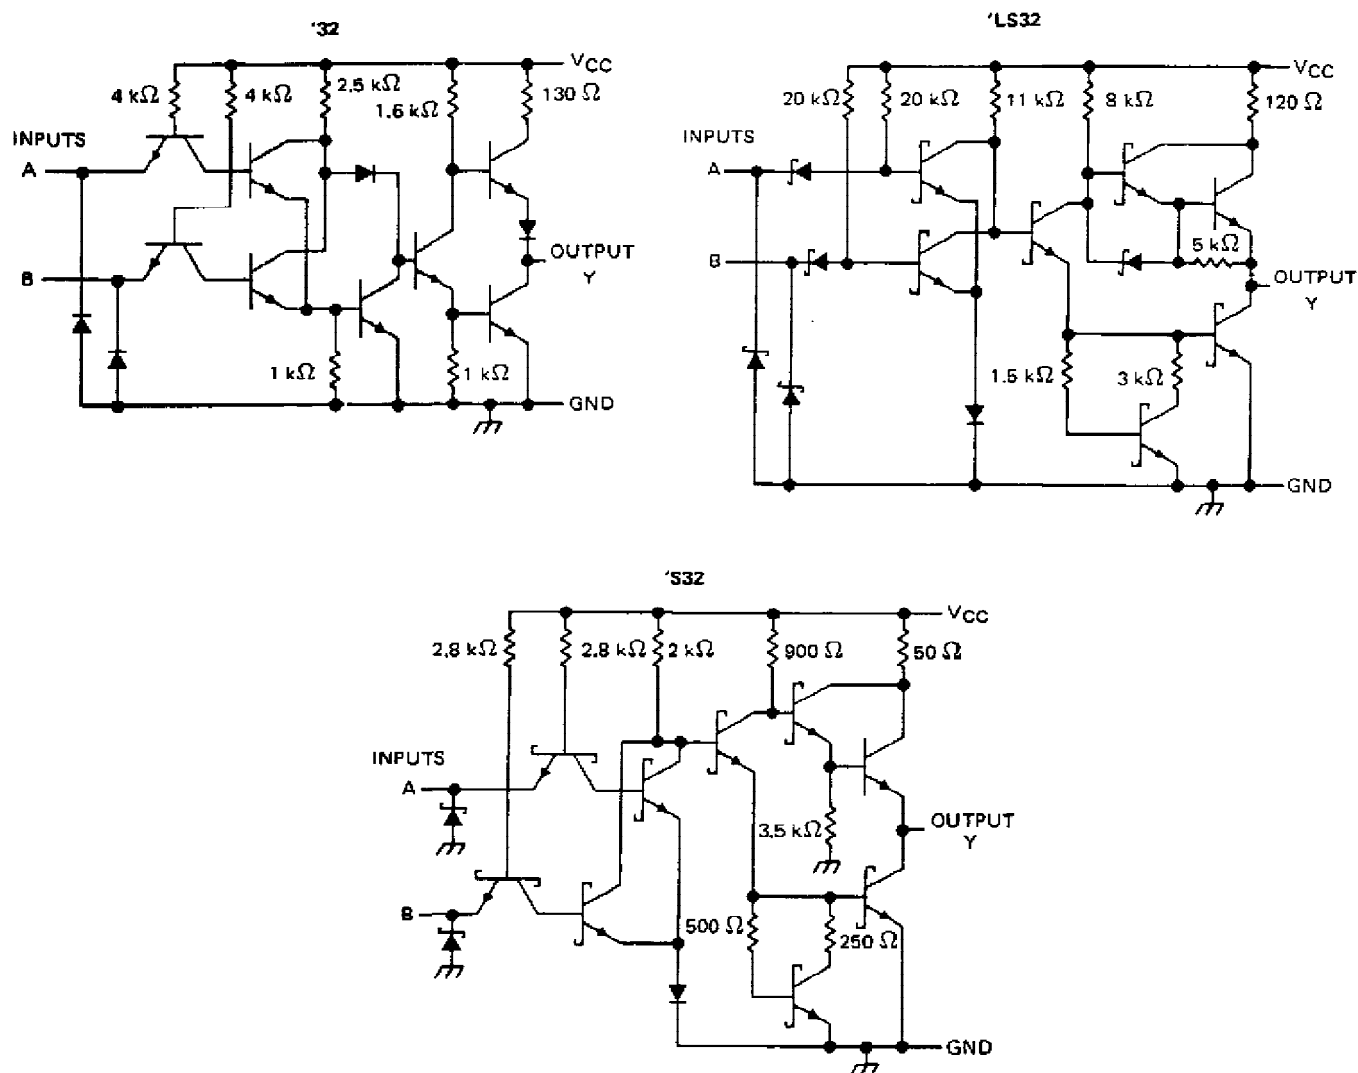 '32
VCC
4 kΩ
4 kΩ
2.5 kΩ
1.6 kΩ
130 Ω
INPUTS
A
B
OUTPUT
Y
1 kΩ
1 kΩ
GND
'LS32
VCC
20 kΩ
20 kΩ
11 kΩ
8 kΩ
120 Ω
INPUTS
A
B
5 kΩ
OUTPUT
Y
1.5 kΩ
3 kΩ
GND
'S32
VCC
2.8 kΩ
2.8 kΩ
2 kΩ
900 Ω
50 Ω
INPUTS
A
B
3.5 kΩ
OUTPUT
Y
500 Ω
250 Ω
GND